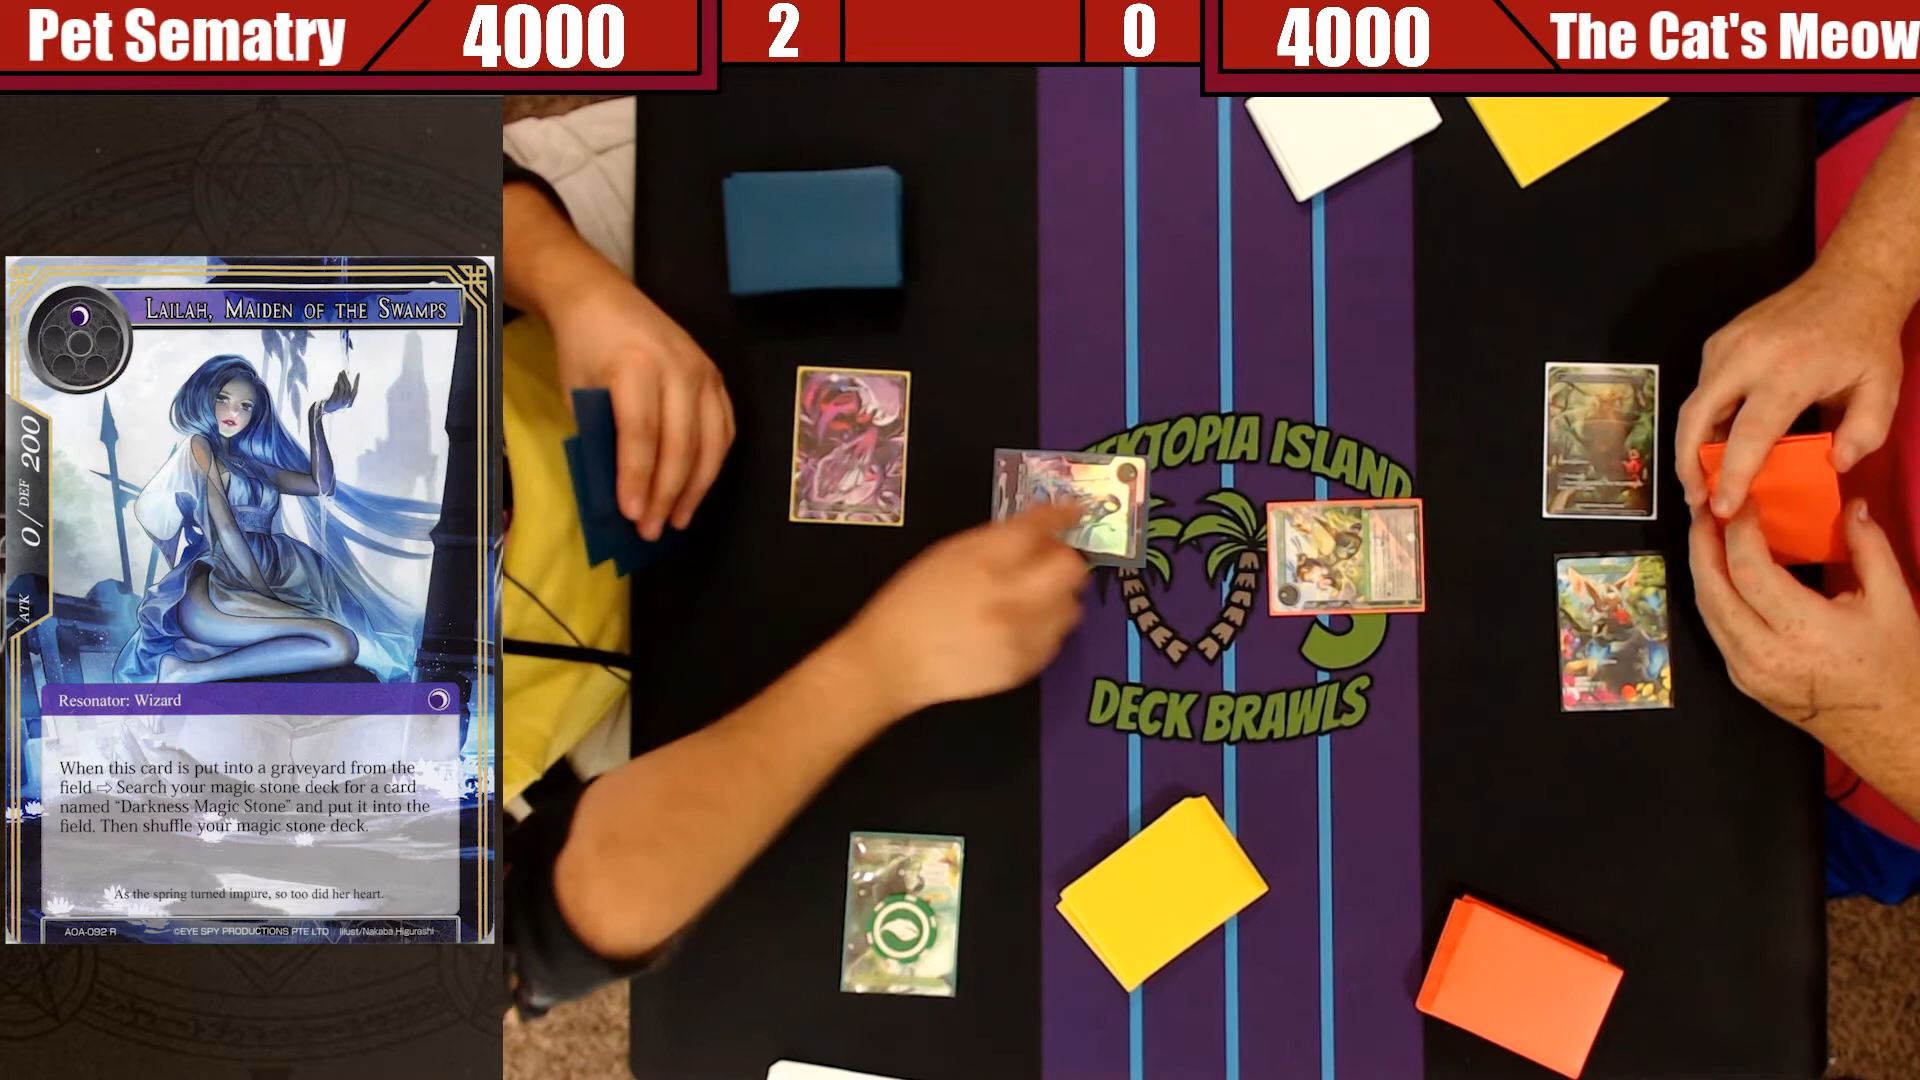 Pet Sematry
4000
2
0
4000
The Cat's Meow
LAILAH, MAIDEN OF THE SWAMPS
ATK 0 / DEF 200
Resonator: Wizard
When this card is put into a graveyard from the
field ⇨ Search your magic stone deck for a card
named “Darkness Magic Stone” and put it into the
field. Then shuffle your magic stone deck.
As the spring turned impure, so too did her heart.
AOA-092 R
©EYE SPY PRODUCTIONS PTE LTD Illust/Nakaba Higurashi
TOPIA ISLAND
DECK BRAWLS